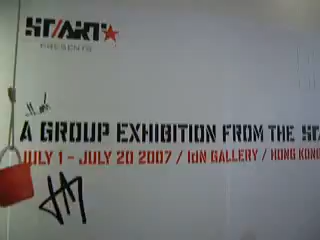 ST/ART
PRESENTS
A GROUP EXHIBITION FROM THE
JULY 1 - JULY 20 2007 / IdN GALLERY / HONG KONG